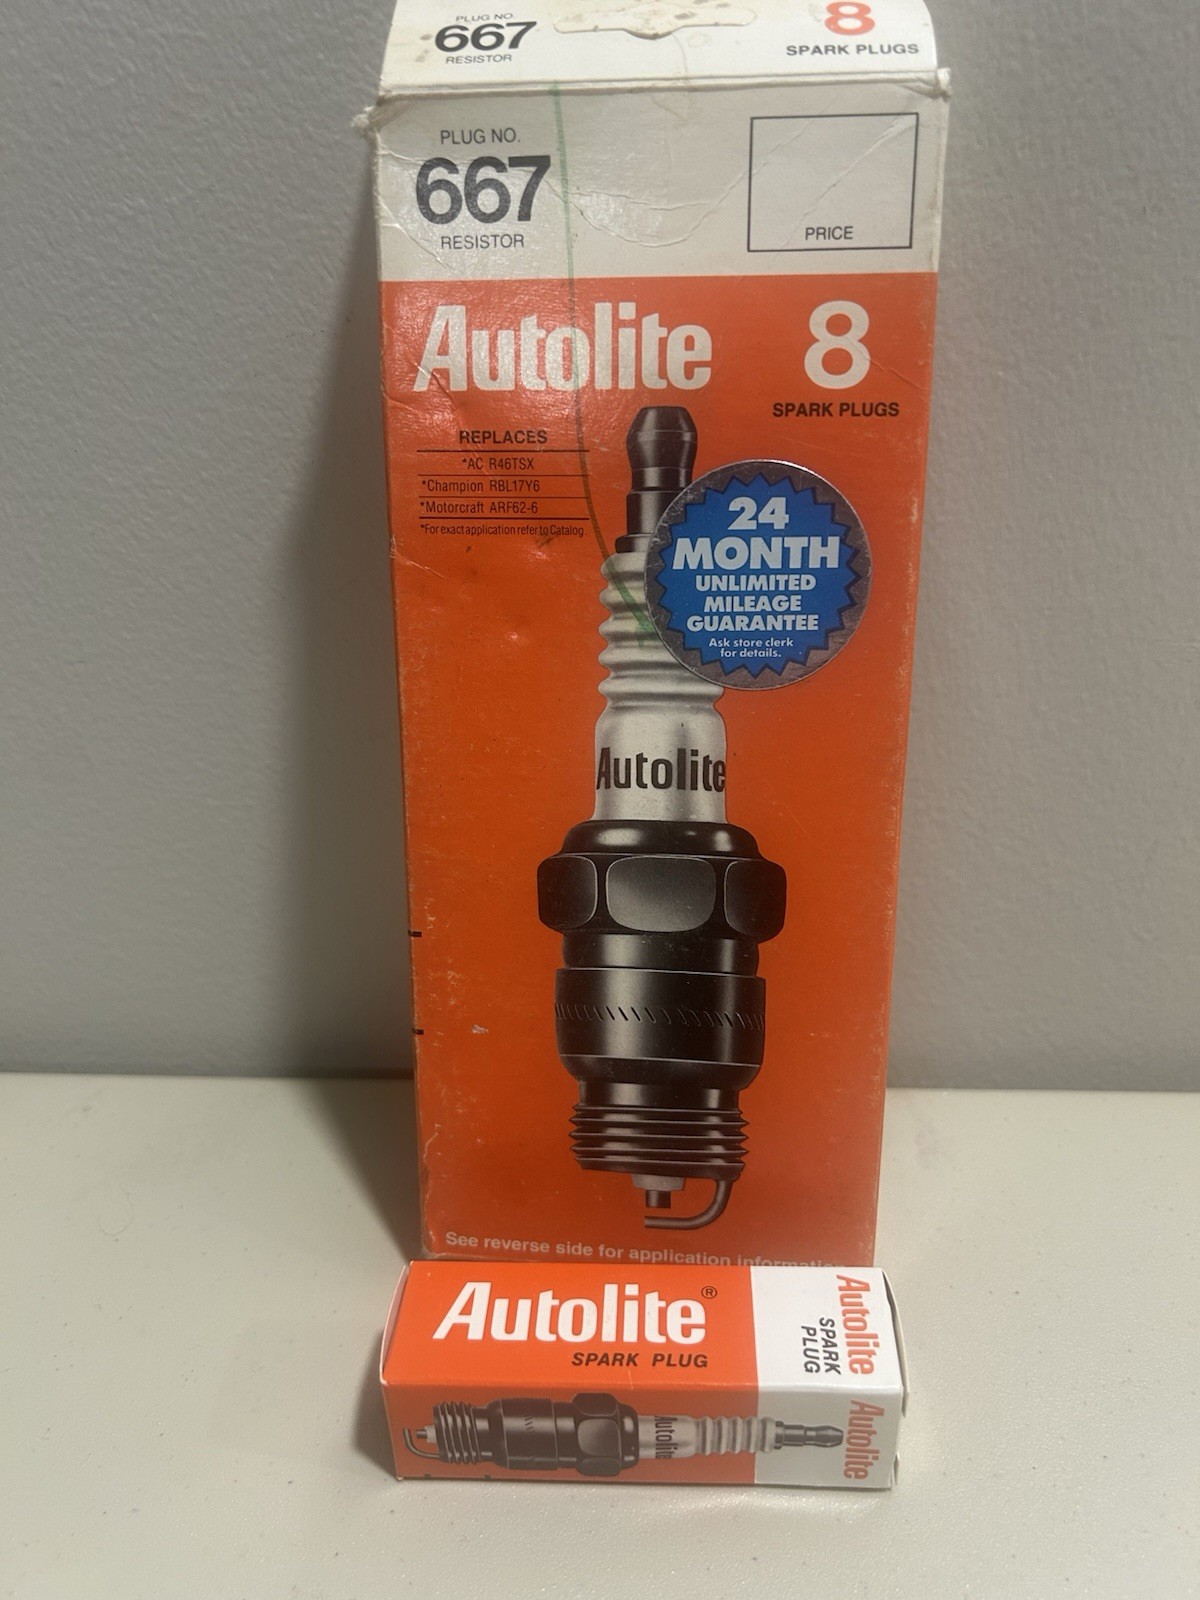 PLUG NO.
667
RESISTOR
8
SPARK PLUGS
PLUG NO.
667
RESISTOR
PRICE
Autolite
8
SPARK PLUGS
REPLACES
*AC R46TSX
*Champion RBL17Y6
*Motorcraft ARF62-6
*For exact application refer to Catalog.
24
MONTH
UNLIMITED
MILEAGE
GUARANTEE
Ask store clerk
for details.
Autolite
See reverse side for application information
Autolite®
SPARK PLUG
Autolite
SPARK
PLUG
Autolite
Autolite